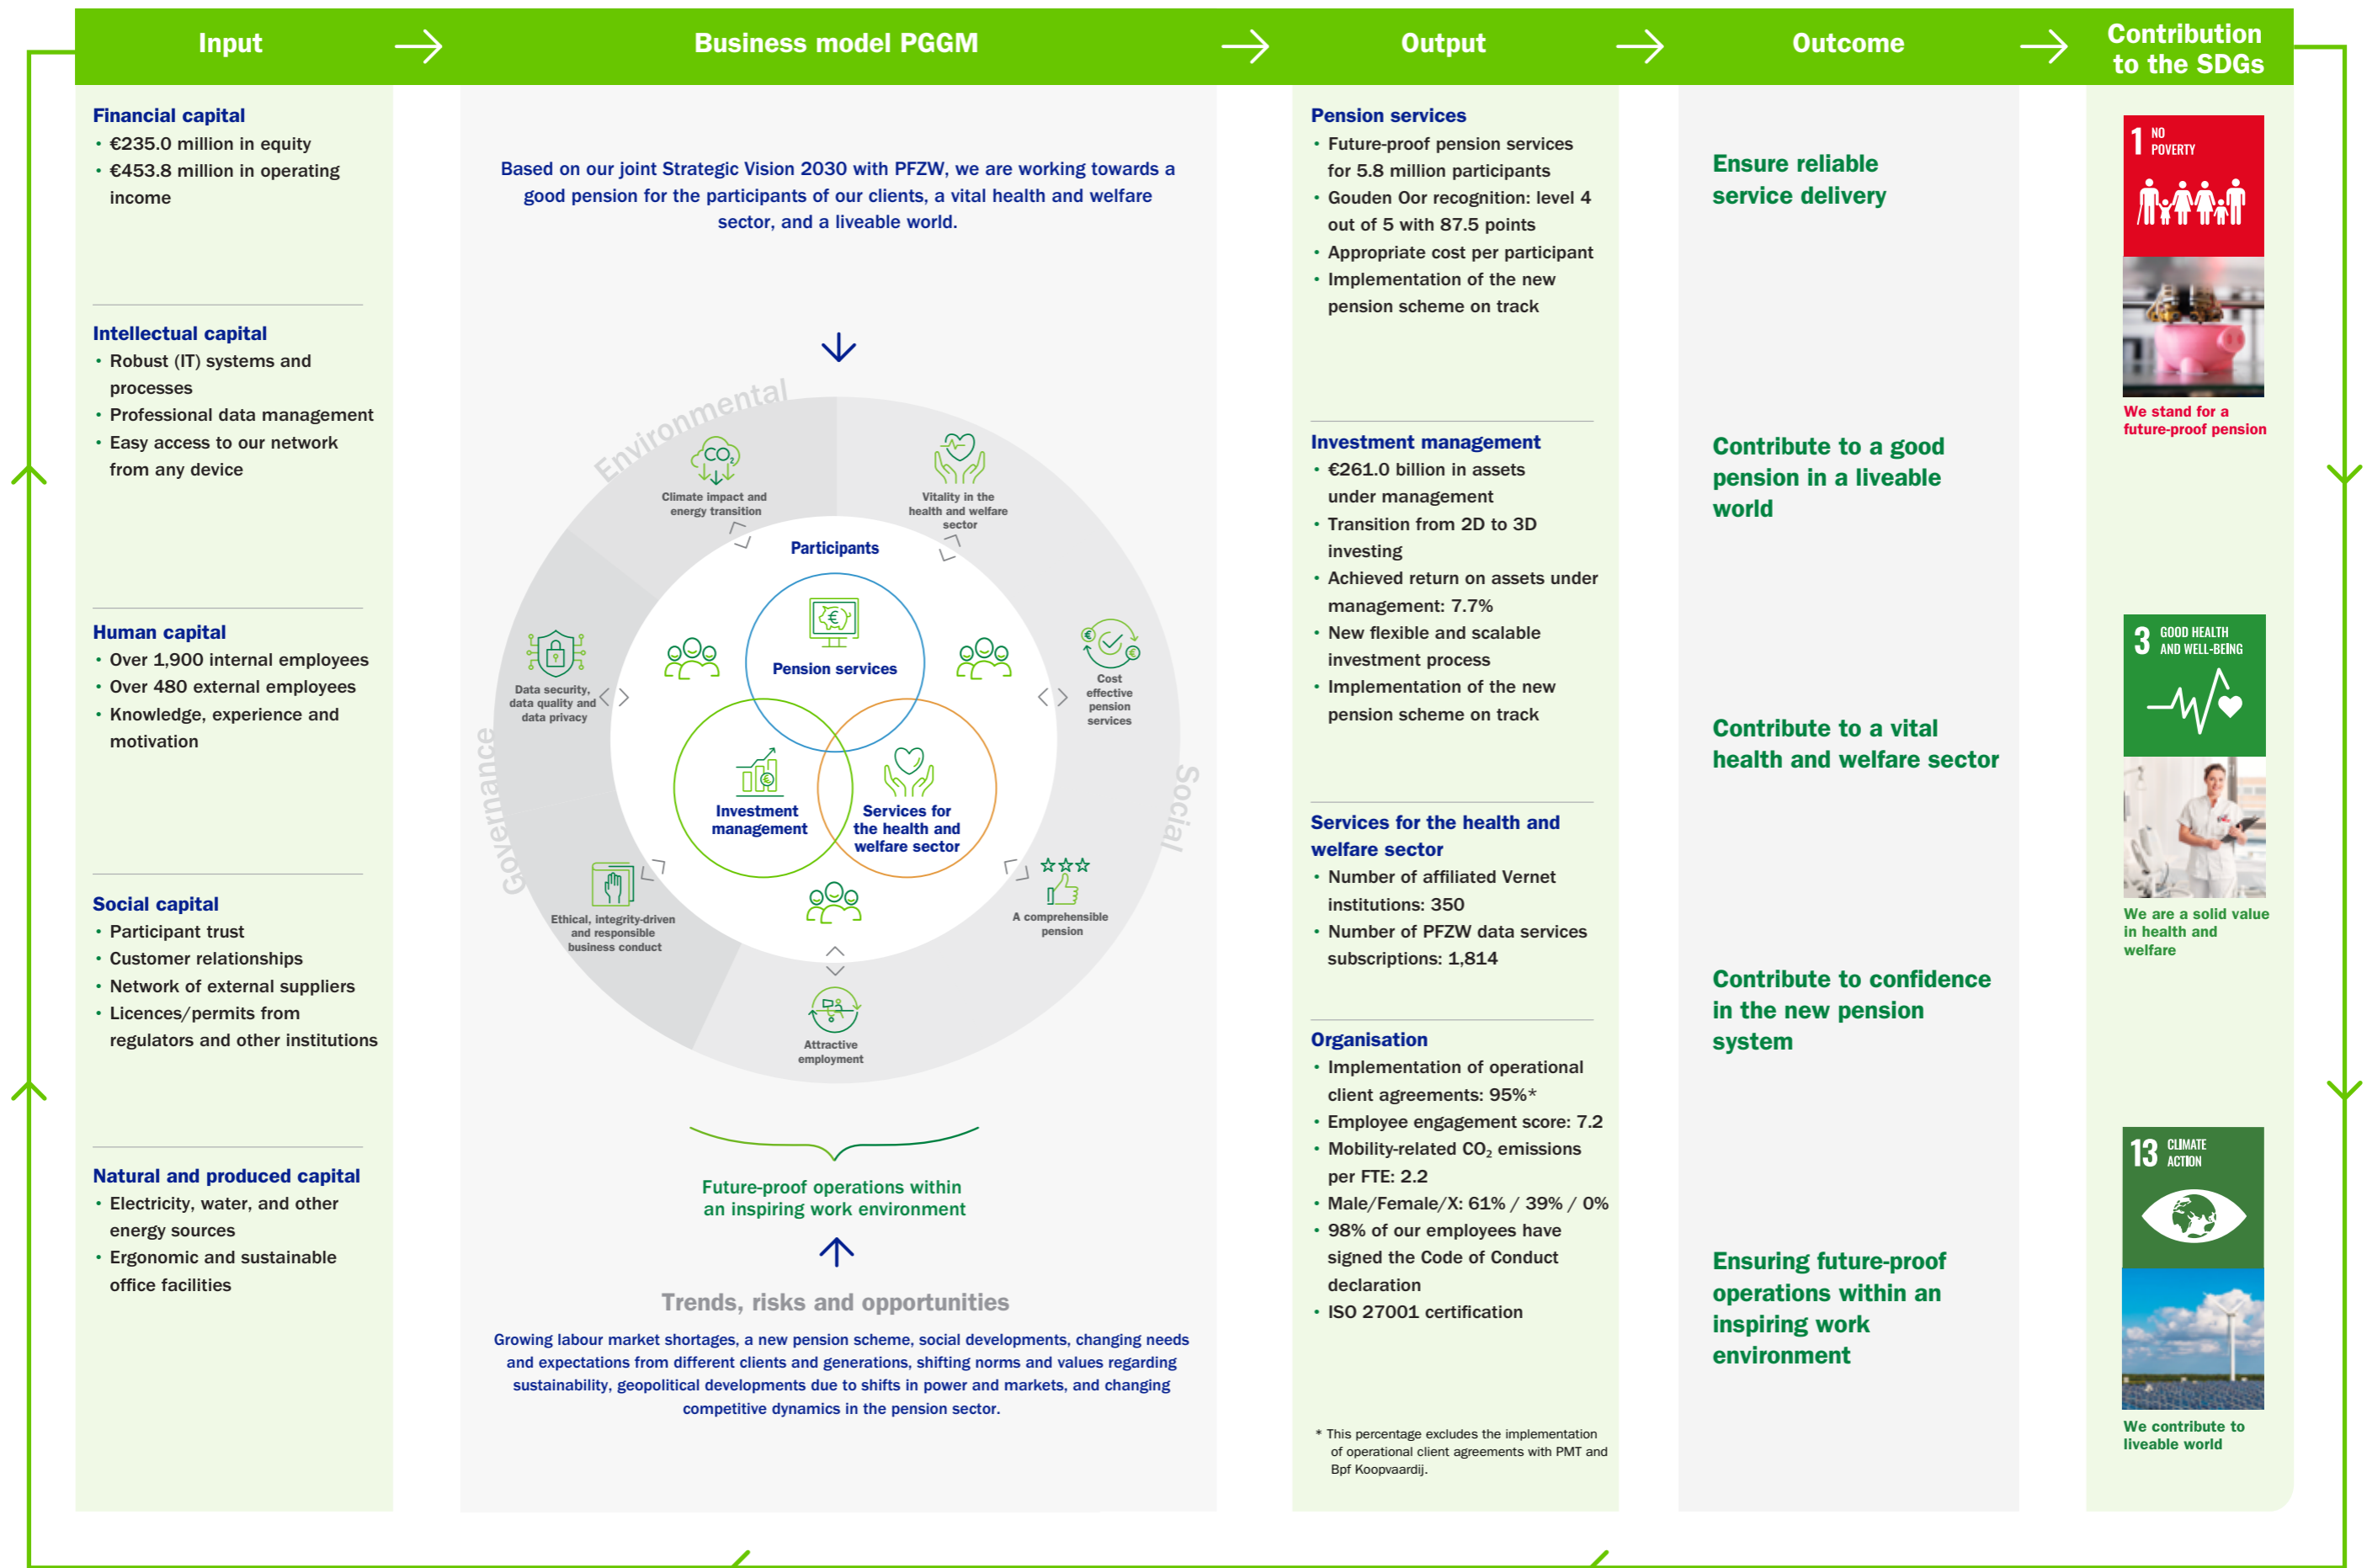 Input
Business model PGGM
Output
Outcome
Contribution
to the SDGs
Financial capital
• €235.0 million in equity
• €453.8 million in operating
income
Intellectual capital
• Robust (IT) systems and
processes
• Professional data management
• Easy access to our network
from any device
Human capital
• Over 1,900 internal employees
• Over 480 external employees
• Knowledge, experience and
motivation
Social capital
• Participant trust
• Customer relationships
• Network of external suppliers
• Licences/permits from
regulators and other institutions
Natural and produced capital
• Electricity, water, and other
energy sources
• Ergonomic and sustainable
office facilities
Based on our joint Strategic Vision 2030 with PFZW, we are working towards a
good pension for the participants of our clients, a vital health and welfare
sector, and a liveable world.
Environmental
Social
Governance
CO₂
Climate impact and
energy transition
Vitality in the
health and welfare
sector
Participants
Pension services
Data security,
data quality and
data privacy
Cost
effective
pension
services
Investment
management
Services for
the health and
welfare sector
Ethical, integrity-driven
and responsible
business conduct
A comprehensible
pension
Attractive
employment
Future-proof operations within
an inspiring work environment
Trends, risks and opportunities
Growing labour market shortages, a new pension scheme, social developments, changing needs
and expectations from different clients and generations, shifting norms and values regarding
sustainability, geopolitical developments due to shifts in power and markets, and changing
competitive dynamics in the pension sector.
Pension services
• Future-proof pension services
for 5.8 million participants
• Gouden Oor recognition: level 4
out of 5 with 87.5 points
• Appropriate cost per participant
• Implementation of the new
pension scheme on track
Investment management
• €261.0 billion in assets
under management
• Transition from 2D to 3D
investing
• Achieved return on assets under
management: 7.7%
• New flexible and scalable
investment process
• Implementation of the new
pension scheme on track
Services for the health and
welfare sector
• Number of affiliated Vernet
institutions: 350
• Number of PFZW data services
subscriptions: 1,814
Organisation
• Implementation of operational
client agreements: 95%*
• Employee engagement score: 7.2
• Mobility-related CO₂ emissions
per FTE: 2.2
• Male/Female/X: 61% / 39% / 0%
• 98% of our employees have
signed the Code of Conduct
declaration
• ISO 27001 certification
* This percentage excludes the implementation
of operational client agreements with PMT and
Bpf Koopvaardij.
Ensure reliable
service delivery
Contribute to a good
pension in a liveable
world
Contribute to a vital
health and welfare sector
Contribute to confidence
in the new pension
system
Ensuring future-proof
operations within an
inspiring work
environment
1 NO
POVERTY
We stand for a
future-proof pension
3 GOOD HEALTH
AND WELL-BEING
We are a solid value
in health and
welfare
13 CLIMATE
ACTION
We contribute to
liveable world